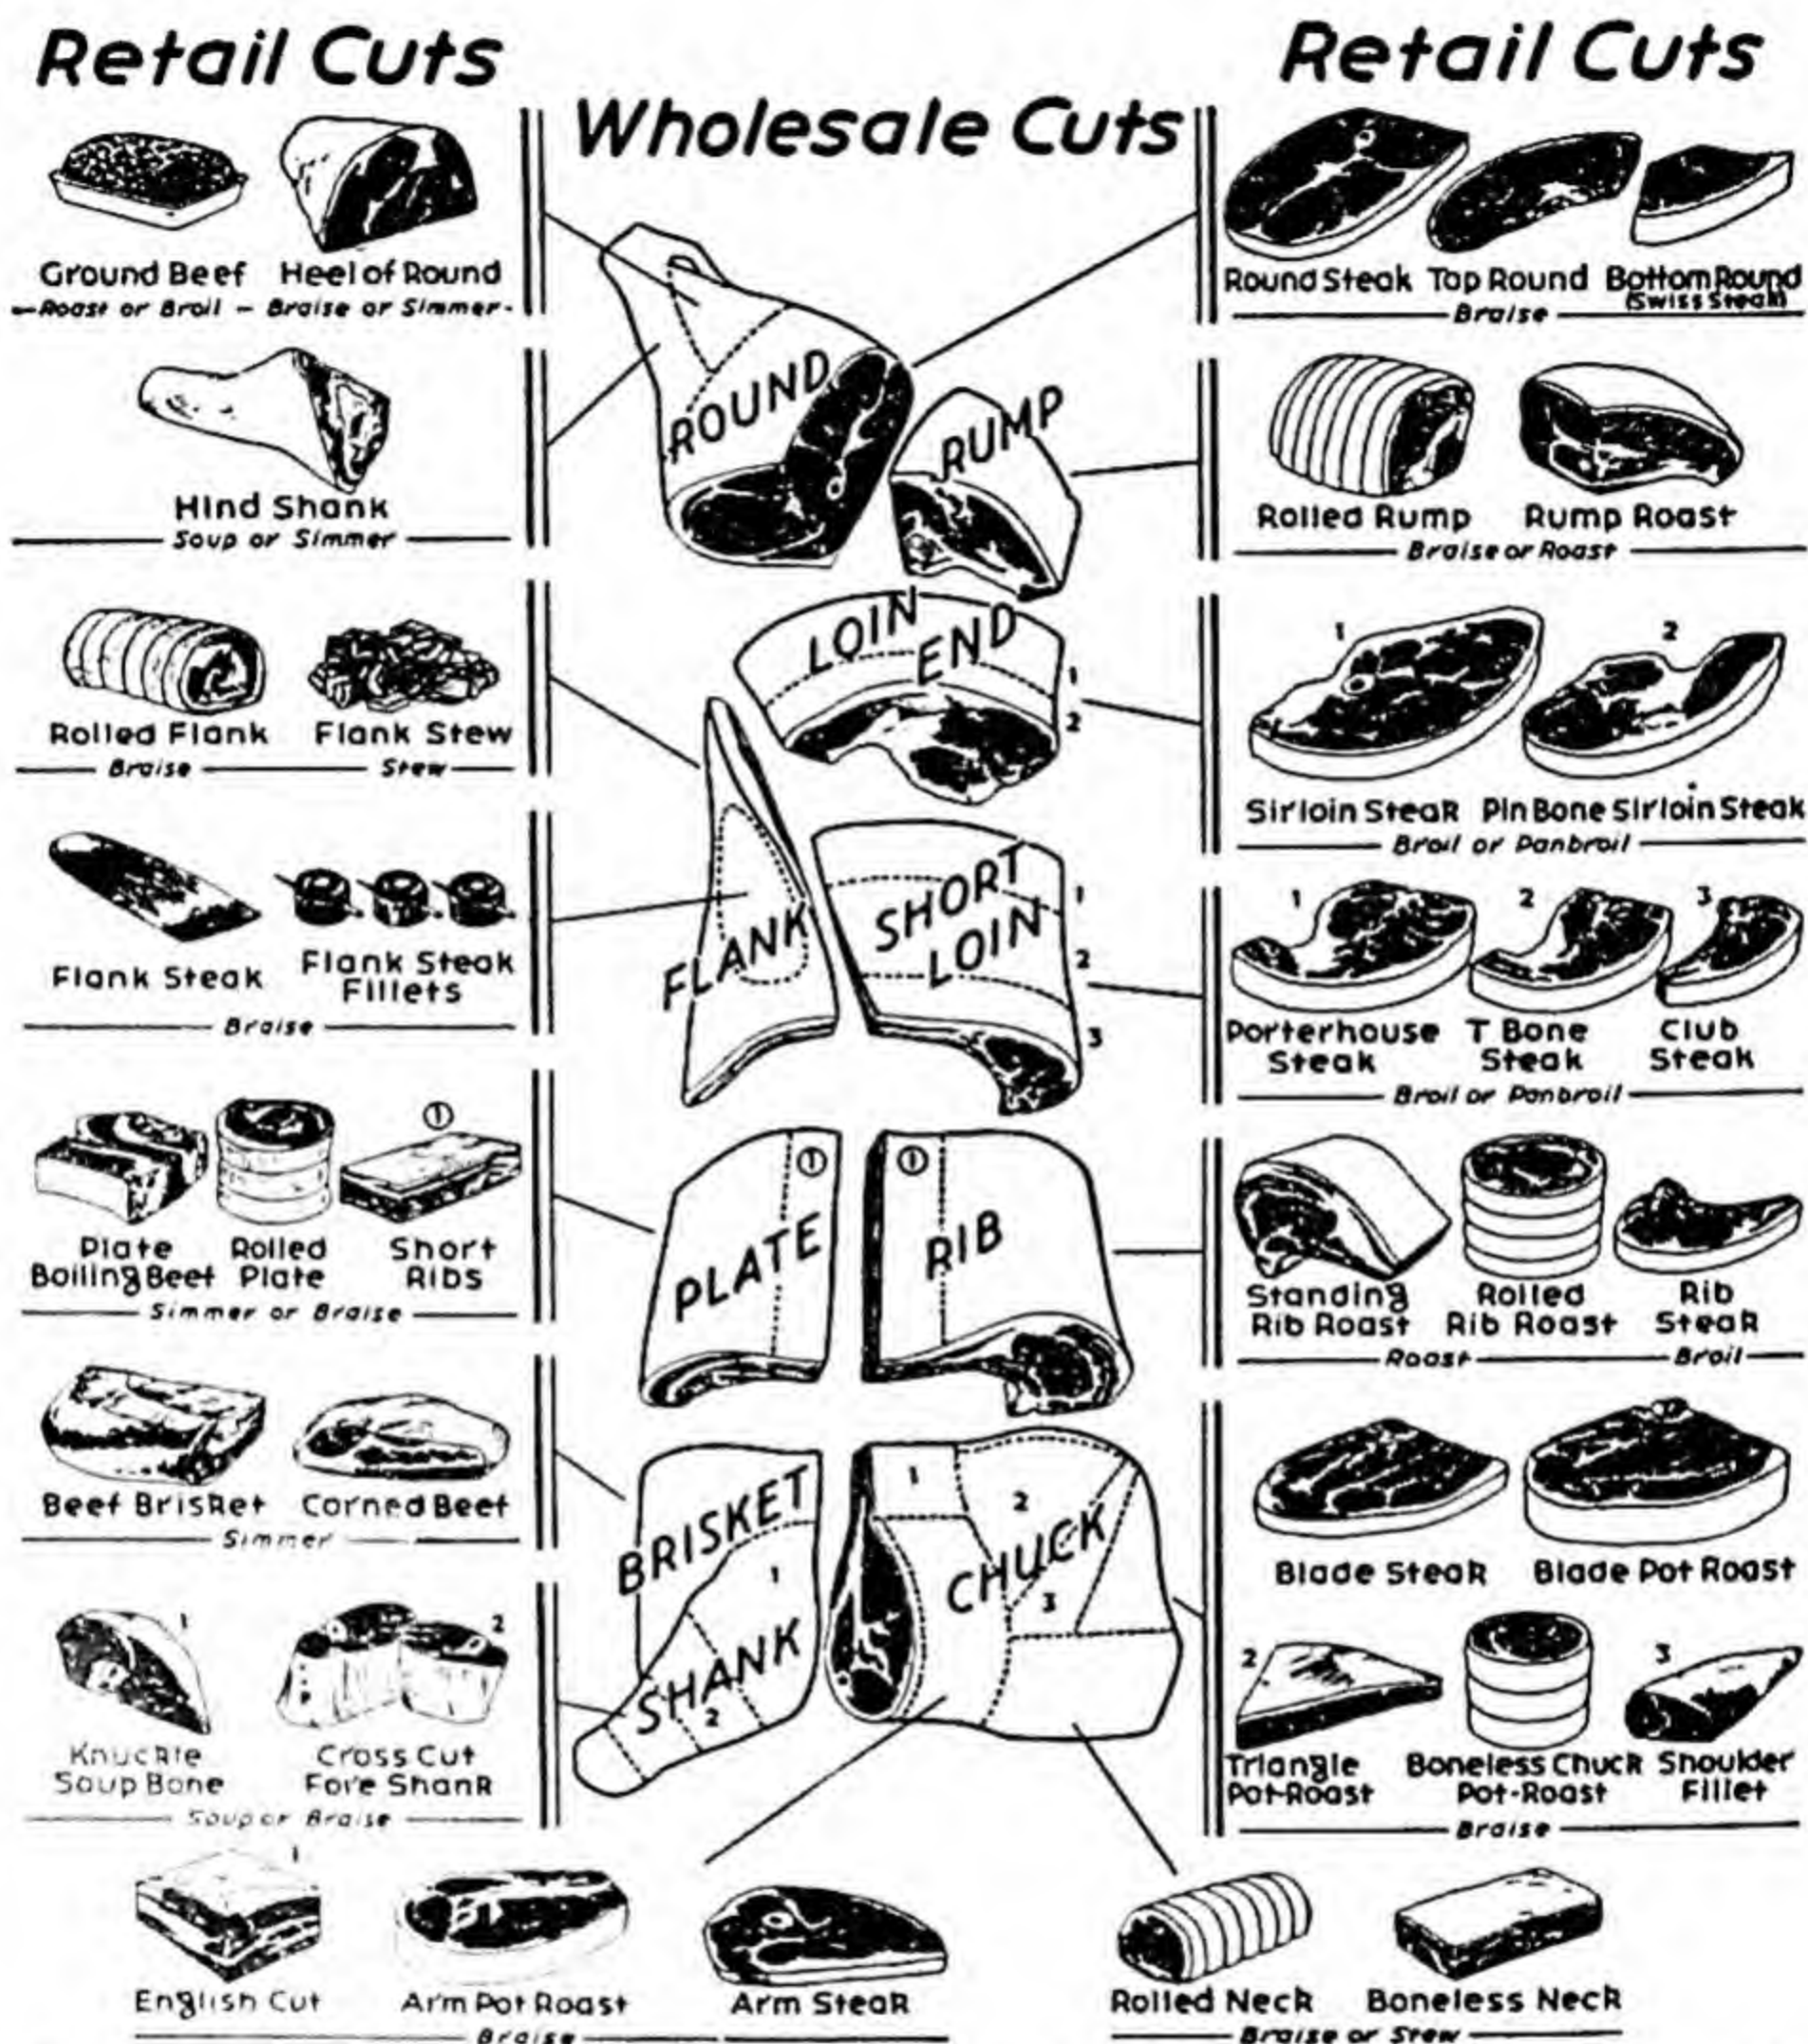 Retail Cuts
Wholesale Cuts
Retail Cuts
Ground Beef
Heel of Round
Roast or Broil – Braise or Simmer
Hind Shank
Soup or Simmer
Rolled Flank
Flank Stew
Braise
Stew
Flank Steak
Flank Steak
Fillets
Braise
1
Plate
Boiling Beef
Rolled
Plate
Short
Ribs
Simmer or Braise
Beef Brisket
Corned Beef
Simmer
1
2
Knuckle
Soup Bone
Cross Cut
Fore Shank
Soup or Braise
ROUND
RUMP
LOIN
END
1
2
FLANK
SHORT
LOIN
1
2
3
PLATE
1
RIB
1
BRISKET
SHANK
1
2
CHUCK
1
2
3
Round Steak
Top Round
Bottom Round
(Swiss Steak)
Braise
Rolled Rump
Rump Roast
Braise or Roast
1
2
Sirloin Steak
Pin Bone Sirloin Steak
Broil or Panbroil
1
2
3
Porterhouse
Steak
T Bone
Steak
Club
Steak
Broil or Panbroil
Standing
Rib Roast
Rolled
Rib Roast
Rib
Steak
Roast
Broil
Blade Steak
Blade Pot Roast
2
3
Triangle
Pot-Roast
Boneless Chuck
Pot-Roast
Shoulder
Fillet
Braise
1
English Cut
Arm Pot Roast
Arm Steak
Braise
Rolled Neck
Boneless Neck
Braise or Stew